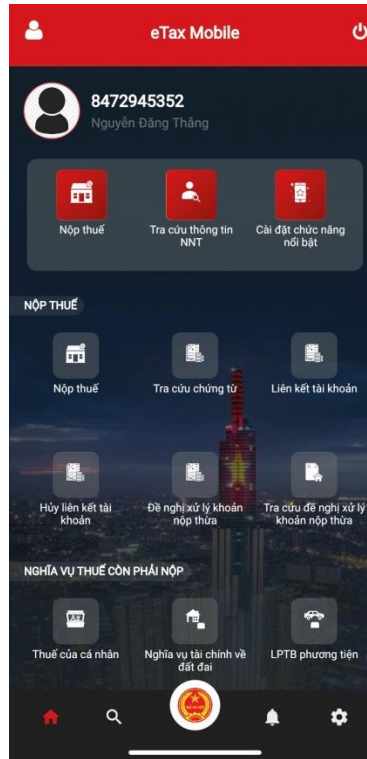 eTax Mobile
8472945352
Nguyễn Đăng Thắng
Nộp thuế
Tra cứu thông tin
NNT
Cài đặt chức năng
nổi bật
NỘP THUẾ
Nộp thuế
Tra cứu chứng từ
Liên kết tài khoản
Hủy liên kết tài
khoản
Đề nghị xử lý khoản
nộp thừa
Tra cứu đề nghị xử lý
khoản nộp thừa
NGHĨA VỤ THUẾ CÒN PHẢI NỘP
Thuế của cá nhân
Nghĩa vụ tài chính về
đất đai
LPTB phương tiện